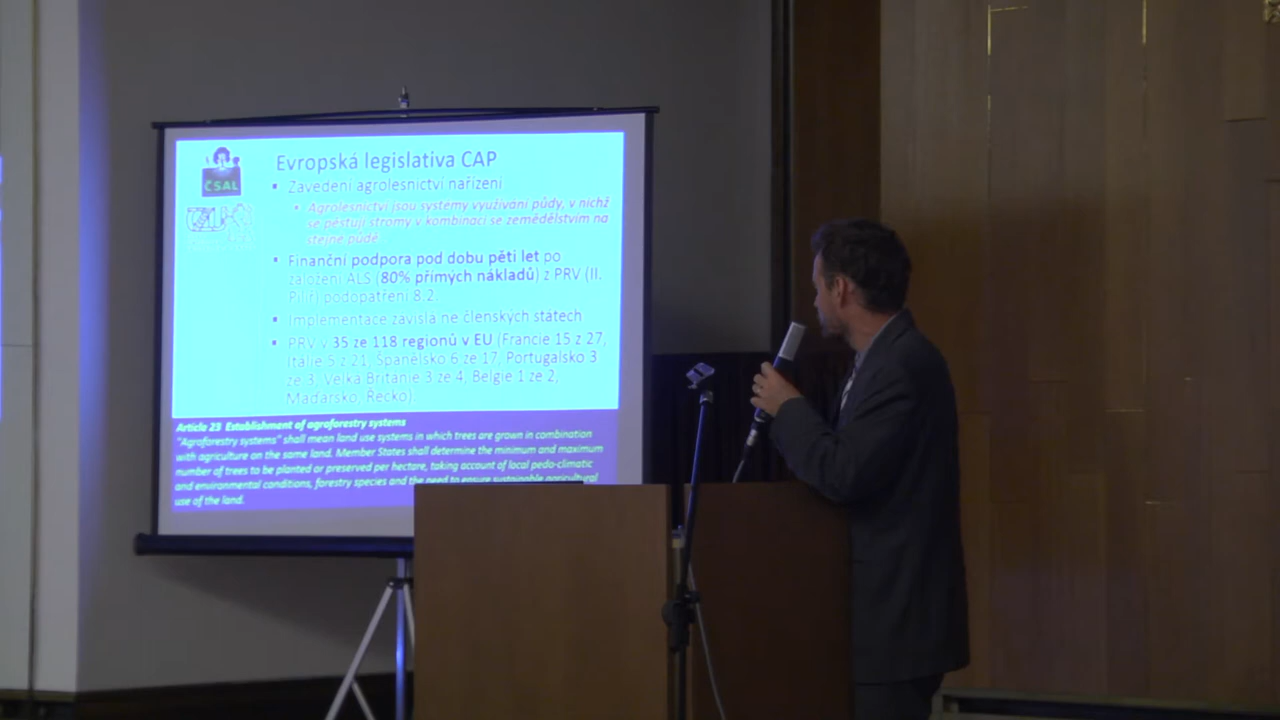 ČSAL
Evropská legislativa CAP
Zavedení agrolesnictví nařízení
Agrolesnictví jsou systémy využívání půdy, v nichž
se pěstují stromy v kombinaci se zemědělstvím na
stejné půdě
Finanční podpora pod dobu pěti let po
založení ALS (80% přímých nákladů) z PRV (II.
Pilíř) podopatření 8.2.
Implementace závislá ne členských státech
PRV v 35 ze 118 regionů v EU (Francie 15 z 27,
Itálie 5 z 21, Španělsko 6 ze 17, Portugalsko 3
ze 3, Velká Británie 3 ze 4, Belgie 1 ze 2,
Maďarsko, Řecko).
Article 23 Establishment of agroforestry systems
"Agroforestry systems" shall mean land use systems in which trees are grown in combination
with agriculture on the same land. Member States shall determine the minimum and maximum
number of trees to be planted or preserved per hectare, taking account of local pedo-climatic
and environmental conditions, forestry species and the need to ensure sustainable agricultural
use of the land.